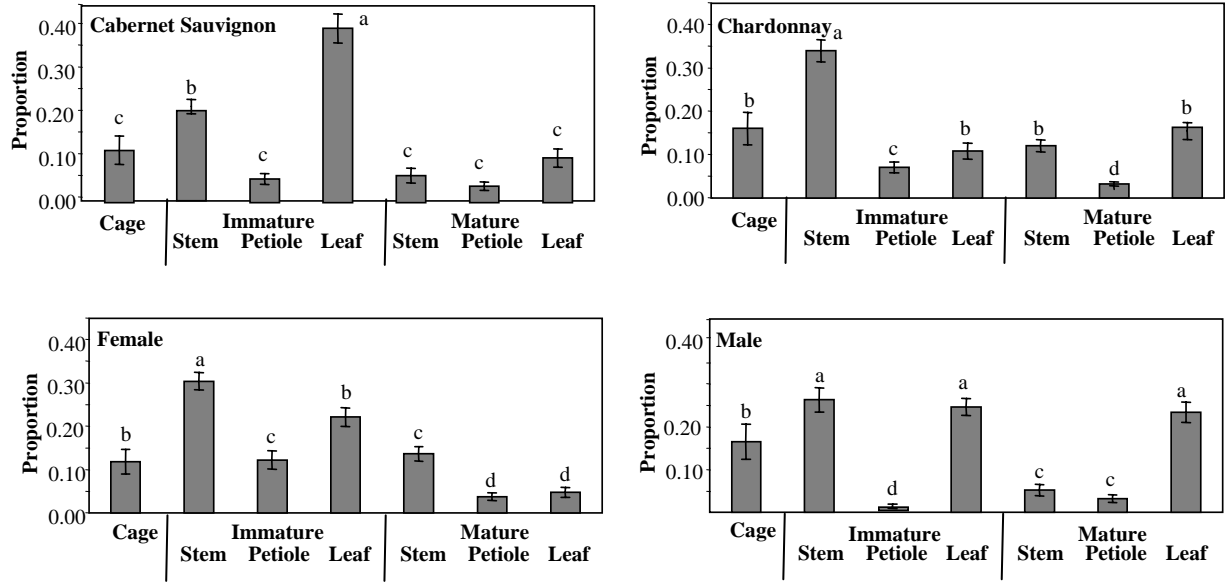 Cabernet Sauvignon
Proportion
0.40
0.30
0.20
0.10
0.00
c
b
c
a
c
c
c
Cage
Immature
Mature
Stem
Petiole
Leaf
Stem
Petiole
Leaf
Chardonnay
Proportion
0.40
0.30
0.20
0.10
0.00
b
a
c
b
b
d
b
Cage
Immature
Mature
Stem
Petiole
Leaf
Stem
Petiole
Leaf
Female
Proportion
0.40
0.30
0.20
0.10
0.00
b
a
c
b
c
d
d
Cage
Immature
Mature
Stem
Petiole
Leaf
Stem
Petiole
Leaf
Male
Proportion
0.40
0.20
0.10
b
a
d
a
c
c
a
Cage
Immature
Mature
Stem
Petiole
Leaf
Stem
Petiole
Leaf